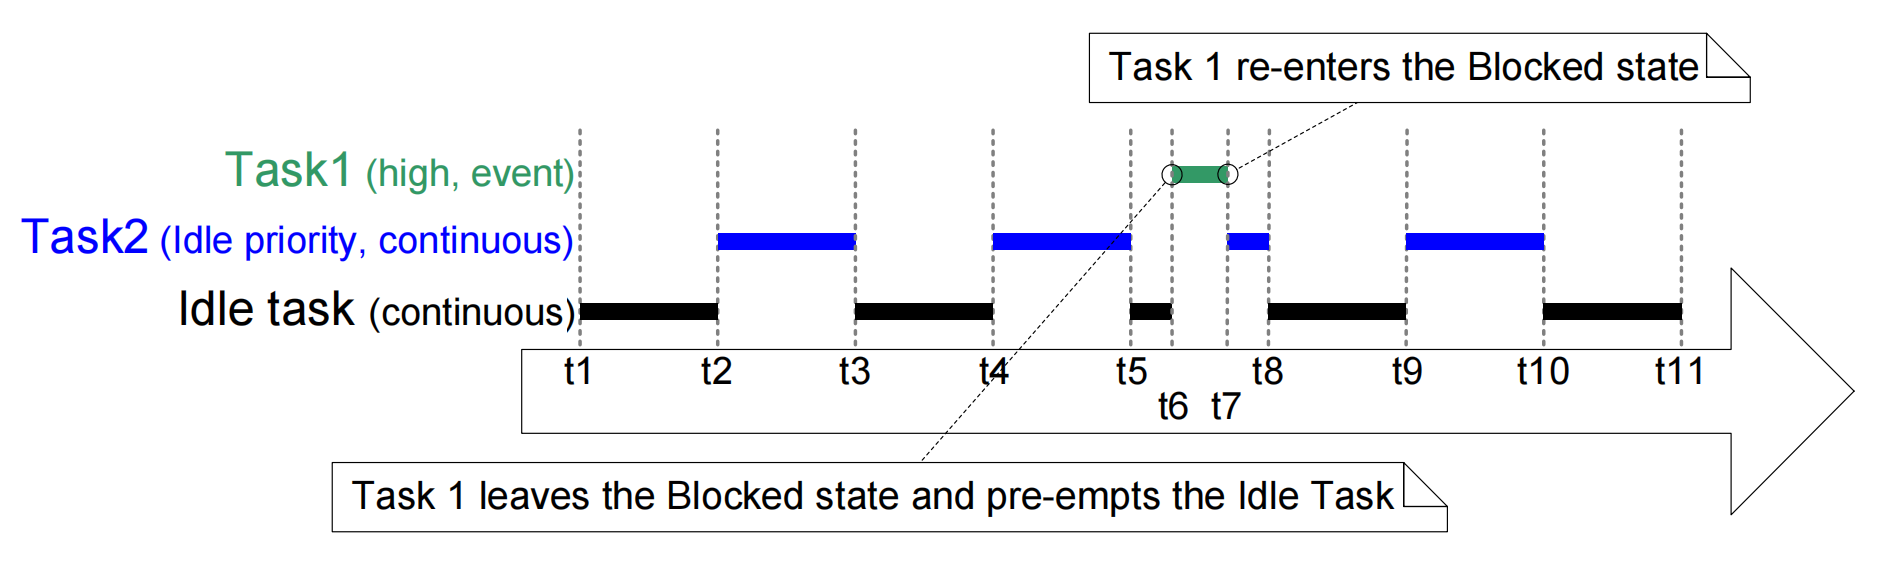 Task 1 re-enters the Blocked state
Task1 (high, event)
Task2 (Idle priority, continuous)
Idle task (continuous)
t1 t2 t3 t4 t5 t8 t9 t10 t11
t6 t7
Task 1 leaves the Blocked state and pre-empts the Idle Task